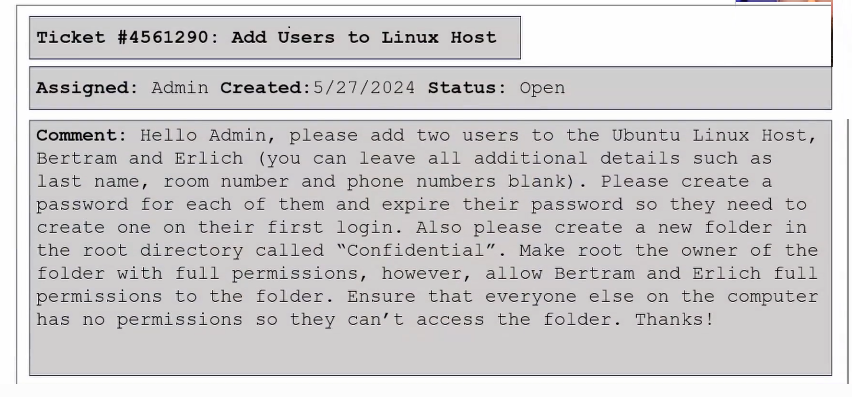 Ticket #4561290: Add Users to Linux Host
Assigned: Admin Created:5/27/2024 Status: Open
Comment: Hello Admin, please add two users to the Ubuntu Linux Host,
Bertram and Erlich (you can leave all additional details such as
last name, room number and phone numbers blank). Please create a
password for each of them and expire their password so they need to
create one on their first login. Also please create a new folder in
the root directory called “Confidential”. Make root the owner of the
folder with full permissions, however, allow Bertram and Erlich full
permissions to the folder. Ensure that everyone else on the computer
has no permissions so they can’t access the folder. Thanks!